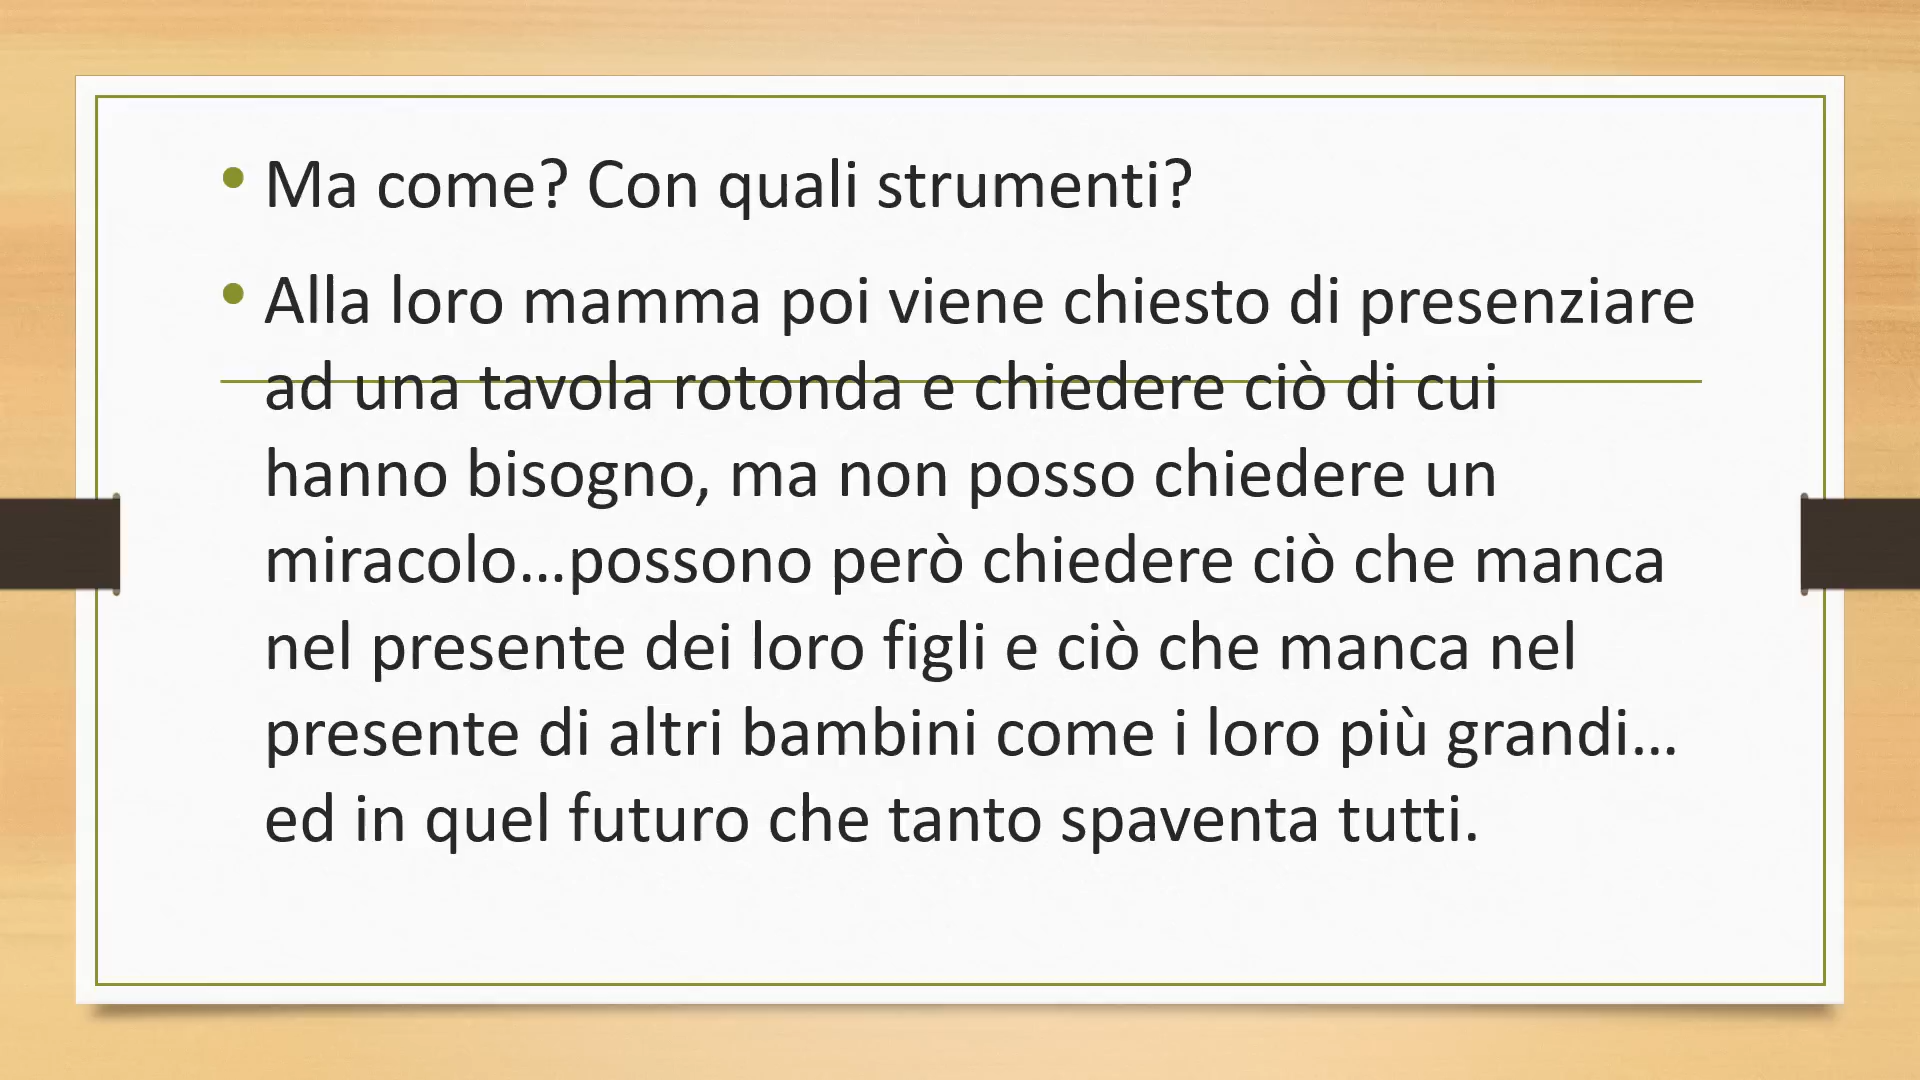 • Ma come? Con quali strumenti?
• Alla loro mamma poi viene chiesto di presenziare
ad una tavola rotonda e chiedere ciò di cui
hanno bisogno, ma non posso chiedere un
miracolo…possono però chiedere ciò che manca
nel presente dei loro figli e ciò che manca nel
presente di altri bambini come i loro più grandi…
ed in quel futuro che tanto spaventa tutti.